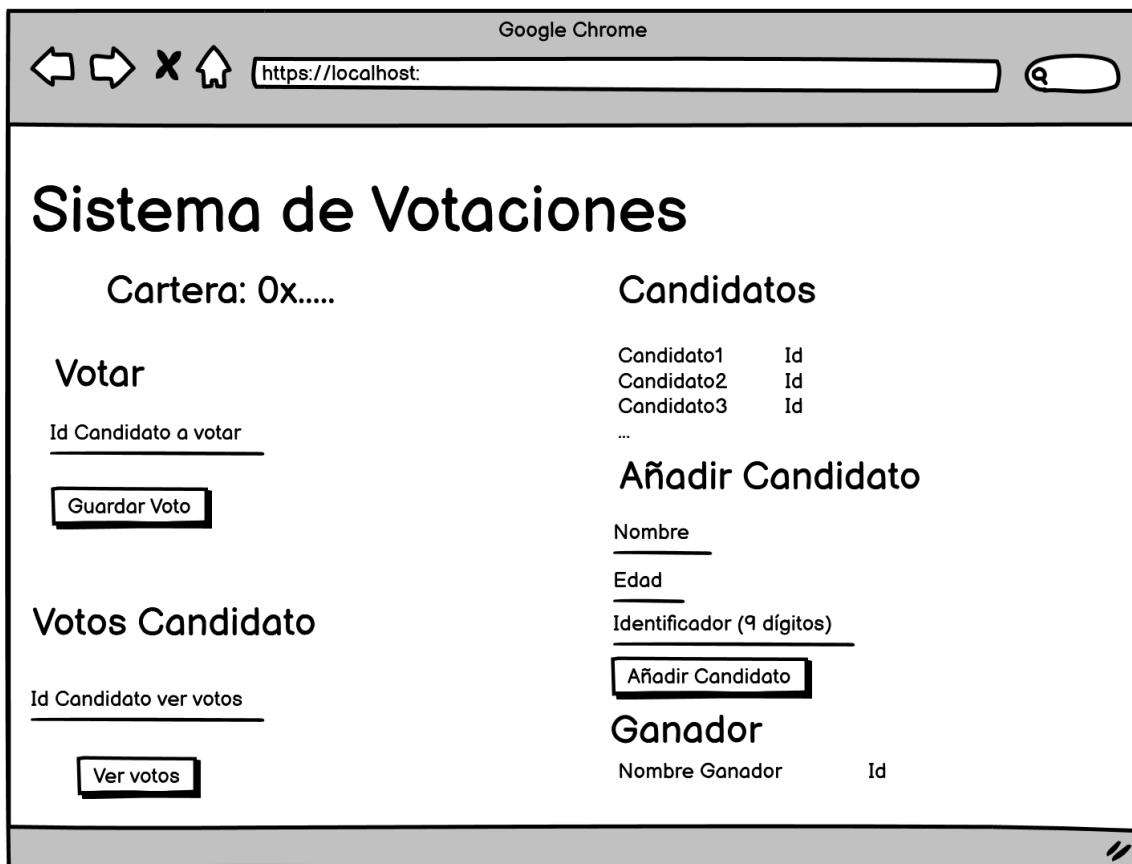 Google Chrome
https://localhost:
Sistema de Votaciones
Cartera: 0x.....
Votar
Id Candidato a votar
Guardar Voto
Votos Candidato
Id Candidato ver votos
Ver votos
Candidatos
Candidato1 Id
Candidato2 Id
Candidato3 Id
...
Añadir Candidato
Nombre
Edad
Identificador (9 dígitos)
Añadir Candidato
Ganador
Nombre Ganador Id